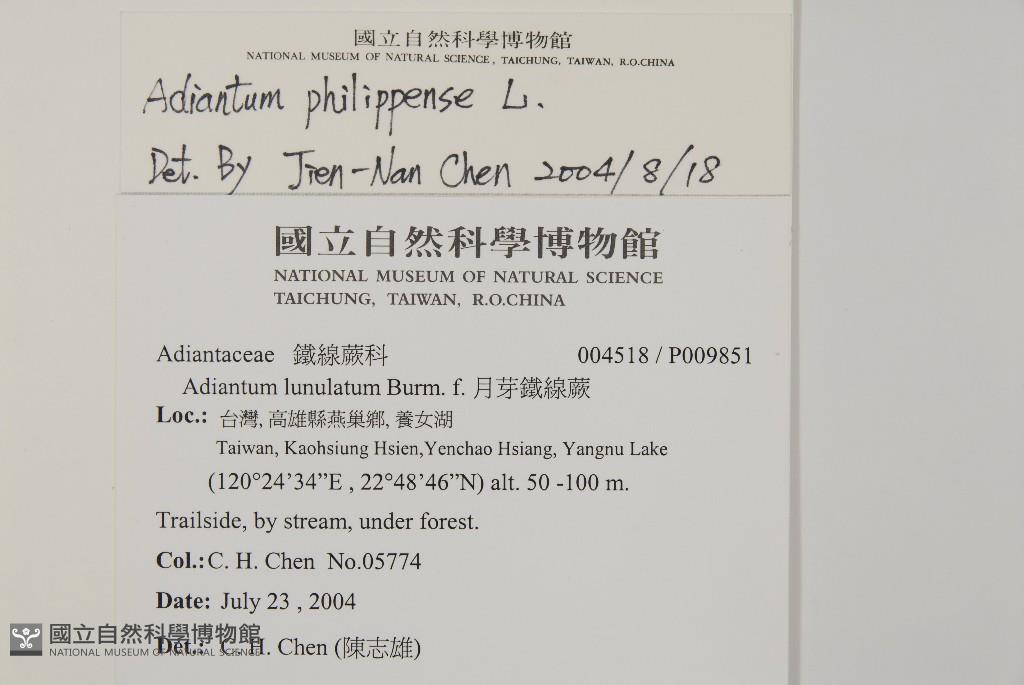 國立自然科學博物館
NATIONAL MUSEUM OF NATURAL SCIENCE, TAICHUNG, TAIWAN, R.O.CHINA
Adiantum philippense L.
Det. By Jien-Nan Chen 2004/8/18
國立自然科學博物館
NATIONAL MUSEUM OF NATURAL SCIENCE
TAICHUNG, TAIWAN, R.O.CHINA
Adiantaceae 鐵線蕨科 004518 / P009851
Adiantum lunulatum Burm. f. 月芽鐵線蕨
Loc.: 台灣, 高雄縣燕巢鄉, 養女湖
Taiwan, Kaohsiung Hsien,Yenchao Hsiang, Yangnu Lake
(120°24’34”E , 22°48’46”N) alt. 50 -100 m.
Trailside, by stream, under forest.
Col.:C. H. Chen No.05774
Date: July 23 , 2004
Det.: C. H. Chen (陳志雄)
國立自然科學博物館
NATIONAL MUSEUM OF NATURAL SCIENCE